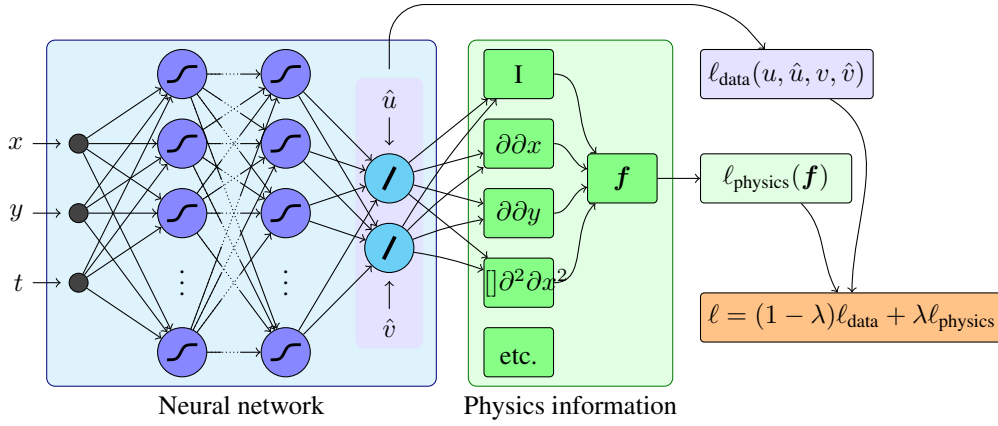 x
y
t
û
v̂
Neural network
I
∂∂x
∂∂y
[]∂²∂x²
etc.
f
Physics information
ℓ_data(u, û, v, v̂)
ℓ_physics(f)
ℓ = (1 − λ)ℓ_data + λℓ_physics